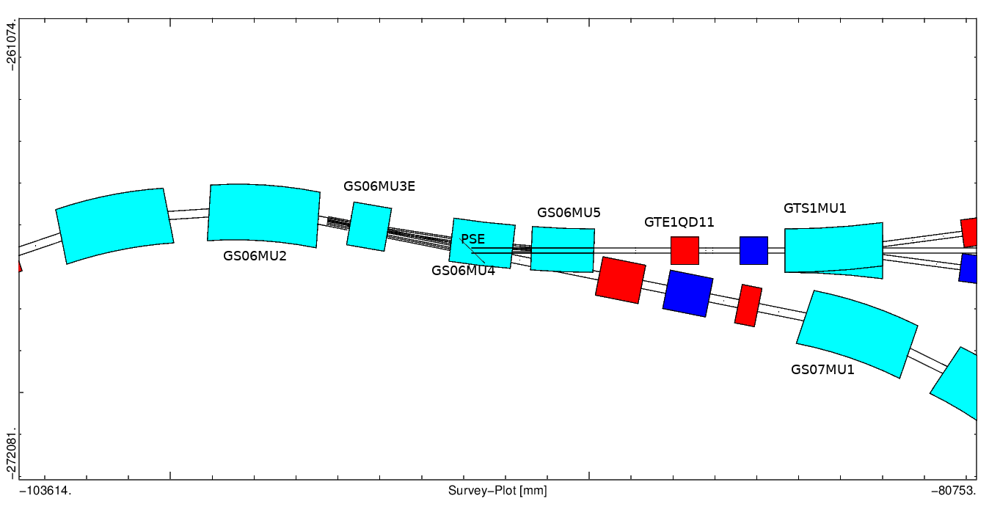 −261074.
GS06MU3E
GTS1MU1
GS06MU5
GTE1QD11
PSE
GS06MU2
GS06MU4
GS07MU1
−272081.
−103614.
Survey−Plot [mm]
−80753.